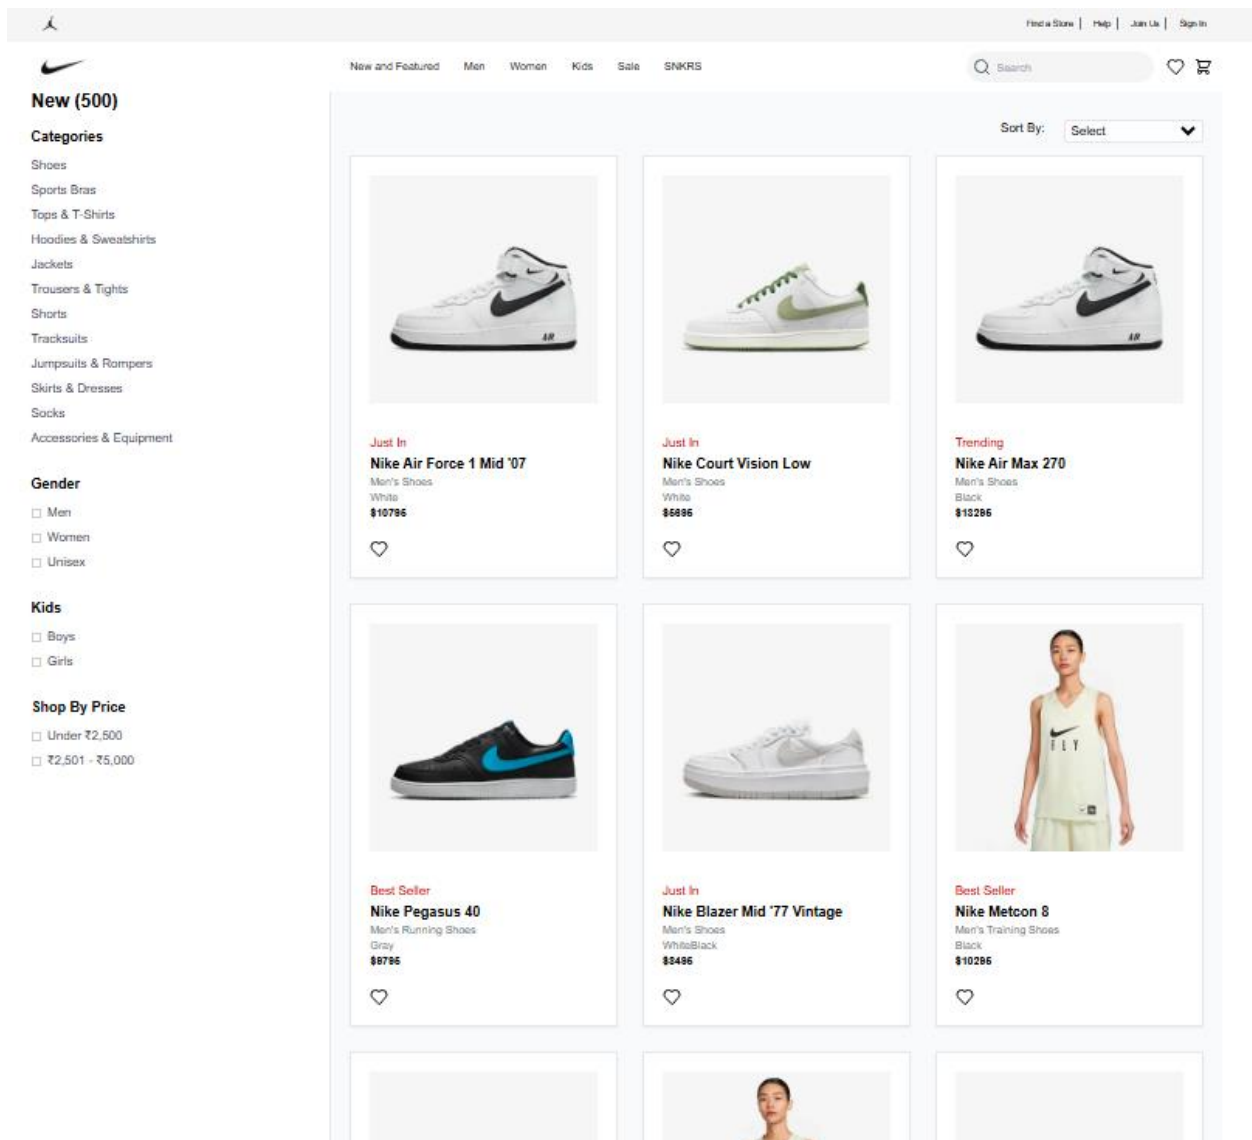 Find a Store | Help | Join Us | Sign In
New and Featured Men Women Kids Sale SNKRS Search
New (500)
Categories
Shoes
Sports Bras
Tops & T-Shirts
Hoodies & Sweatshirts
Jackets
Trousers & Tights
Shorts
Tracksuits
Jumpsuits & Rompers
Skirts & Dresses
Socks
Accessories & Equipment
Gender
Men
Women
Unisex
Kids
Boys
Girls
Shop By Price
Under ₹2,500
₹2,501 - ₹5,000
Sort By: Select
AIR
Just In
Nike Air Force 1 Mid '07
Men's Shoes
White
$10795
Just In
Nike Court Vision Low
Men's Shoes
White
$5695
AIR
Trending
Nike Air Max 270
Men's Shoes
Black
$13295
Best Seller
Nike Pegasus 40
Men's Running Shoes
Gray
$9795
Just In
Nike Blazer Mid '77 Vintage
Men's Shoes
WhiteBlack
$8495
FLY
Best Seller
Nike Metcon 8
Men's Training Shoes
Black
$10295